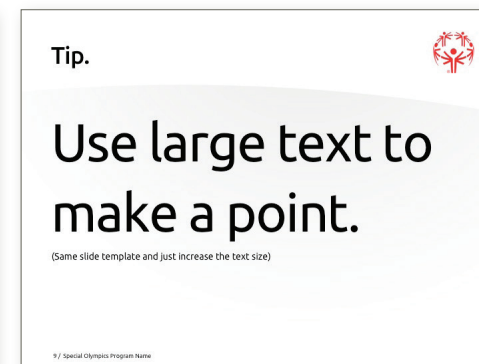 Tip.
Use large text to
make a point.
(Same slide template and just increase the text size)
9 / Special Olympics Program Name